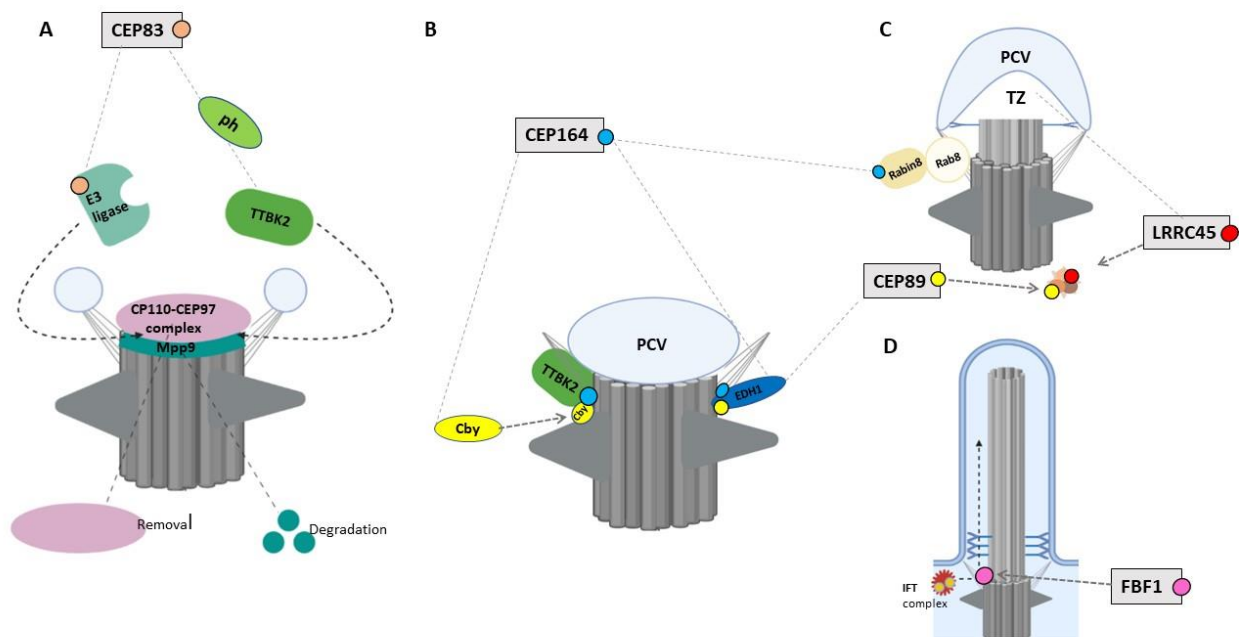 A
CEP83
ph
E3
ligase
TTBK2
CP110-CEP97
complex
Mpp9
Removal
Degradation
B
CEP164
PCV
TTBK2
Cby
EDH1
Cby
C
PCV
TZ
Rabin8
Rab8
LRRC45
CEP89
D
IFT
complex
FBF1